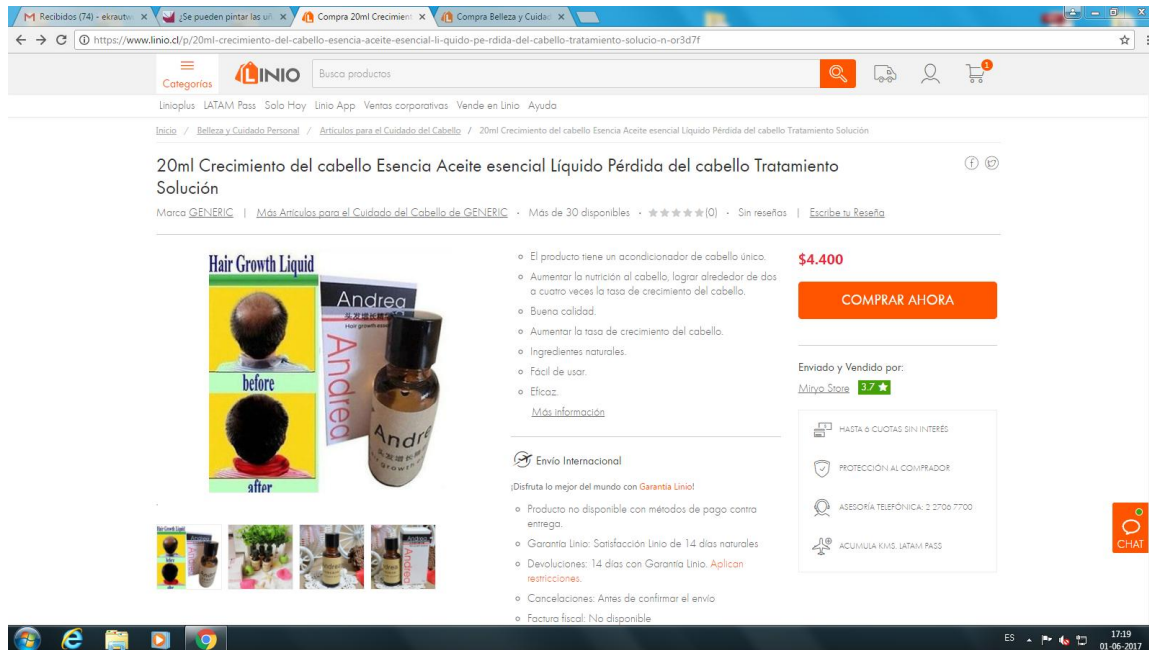 Recibidos (74) - ekrautw
¿Se pueden pintar las uñ
Compra 20ml Crecimient
Compra Belleza y Cuidad
https://www.linio.cl/p/20ml-crecimiento-del-cabello-esencia-aceite-esencial-li-quido-pe-rdida-del-cabello-tratamiento-solucio-n-or3d7f
Categorías
LINIO
Busca productos
1
Linioplus LATAM Pass Solo Hoy Linio App Ventas corporativas Vende en Linio Ayuda
Inicio / Belleza y Cuidado Personal / Artículos para el Cuidado del Cabello / 20ml Crecimiento del cabello Esencia Aceite esencial Líquido Pérdida del cabello Tratamiento Solución
20ml Crecimiento del cabello Esencia Aceite esencial Líquido Pérdida del cabello Tratamiento
Solución
Marca GENERIC | Más Artículos para el Cuidado del Cabello de GENERIC · Más de 30 disponibles · ★★★★★(0) · Sin reseñas | Escribe tu Reseña
Hair Growth Liquid
before
after
Andrea
Hair growth essence
Andrea
Andre
El producto tiene un acondicionador de cabello único.
Aumentar la nutrición al cabello, lograr alrededor de dos
a cuatro veces la tasa de crecimiento del cabello.
Buena calidad.
Aumentar la tasa de crecimiento del cabello.
Ingredientes naturales.
Fácil de usar.
Eficaz.
Más información
Envío Internacional
¡Disfruta lo mejor del mundo con Garantía Linio!
Producto no disponible con métodos de pago contra
entrega.
Garantía Linio: Satisfacción Linio de 14 días naturales
Devoluciones: 14 días con Garantía Linio. Aplican
restricciones.
Cancelaciones: Antes de confirmar el envío
Factura fiscal: No disponible
$4.400
COMPRAR AHORA
Enviado y Vendido por:
Miryo Store 3.7 ★
HASTA 6 CUOTAS SIN INTERÉS
PROTECCIÓN AL COMPRADOR
ASESORÍA TELEFÓNICA: 2 2706 7700
ACUMULA KMS. LATAM PASS
CHAT
ES
17:19
01-06-2017